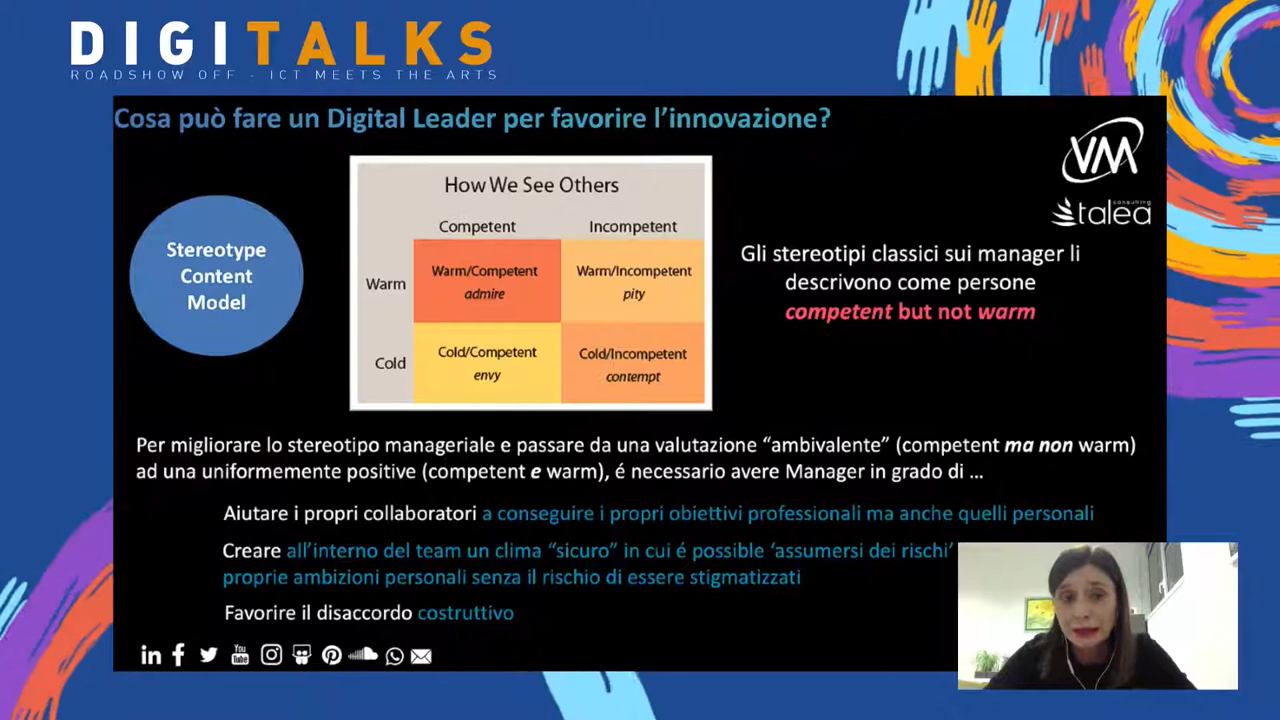 DIGITALKS
ROADSHOW OFF - ICT MEETS THE ARTS
Cosa può fare un Digital Leader per favorire l'innovazione?
VM
consulting
talea
Stereotype
Content
Model
How We See Others
Competent Incompetent
Warm
Warm/Competent
admire
Warm/Incompetent
pity
Cold
Cold/Competent
envy
Cold/Incompetent
contempt
Gli stereotipi classici sui manager li
descrivono come persone
competent but not warm
Per migliorare lo stereotipo manageriale e passare da una valutazione “ambivalente” (competent ma non warm)
ad una uniformemente positive (competent e warm), é necessario avere Manager in grado di …
Aiutare i propri collaboratori a conseguire i propri obiettivi professionali ma anche quelli personali
Creare all'interno del team un clima “sicuro” in cui é possible ‘assumersi dei rischi’
proprie ambizioni personali senza il rischio di essere stigmatizzati
Favorire il disaccordo costruttivo
You
Tube